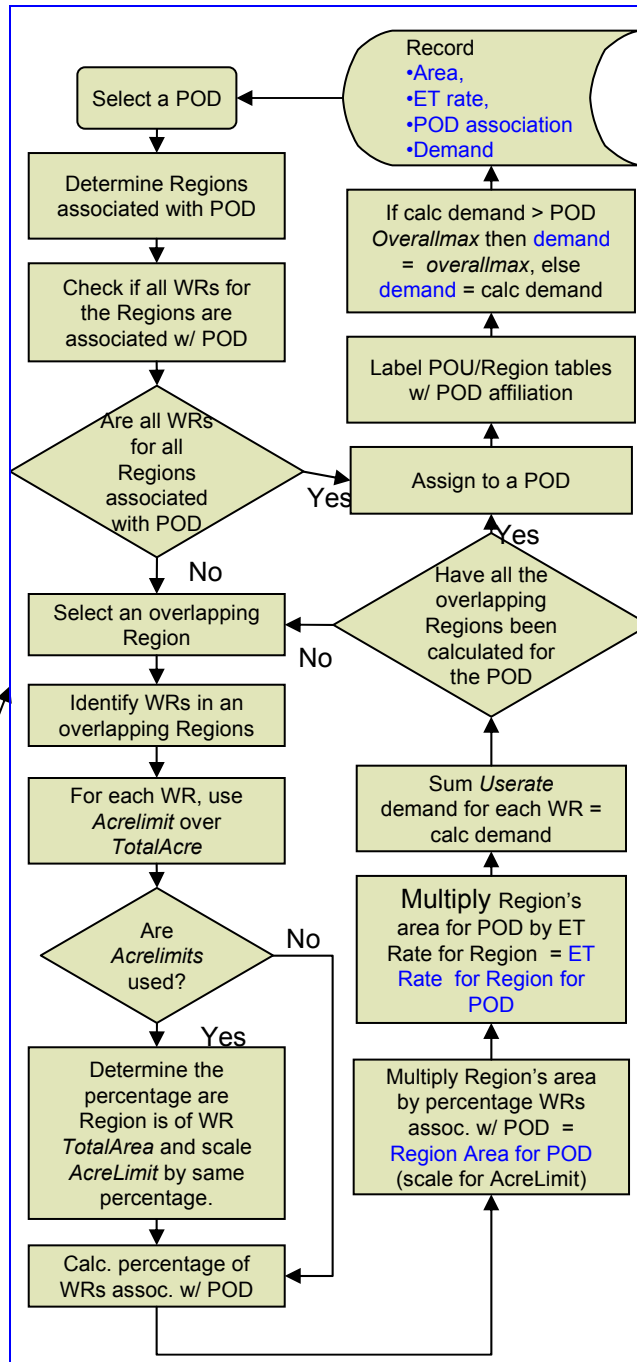 Select a POD
Determine Regions
associated with POD
Check if all WRs for
the Regions are
associated w/ POD
Are all WRs
for all
Regions
associated
with POD
Yes
No
Select an overlapping
Region
Identify WRs in an
overlapping Regions
For each WR, use
Acrelimit over
TotalAcre
Are
Acrelimits
used?
No
Yes
Determine the
percentage are
Region is of WR
TotalArea and scale
AcreLimit by same
percentage.
Calc. percentage of
WRs assoc. w/ POD
Multiply Region's area
by percentage WRs
assoc. w/ POD =
Region Area for POD
(scale for AcreLimit)
Multiply Region's
area for POD by ET
Rate for Region = ET
Rate for Region for
POD
Sum Userate
demand for each WR =
calc demand
Have all the
overlapping
Regions been
calculated for
the POD
No
Yes
Assign to a POD
Label POU/Region tables
w/ POD affiliation
If calc demand > POD
Overallmax then demand
= overallmax, else
demand = calc demand
Record
•Area,
•ET rate,
•POD association
•Demand